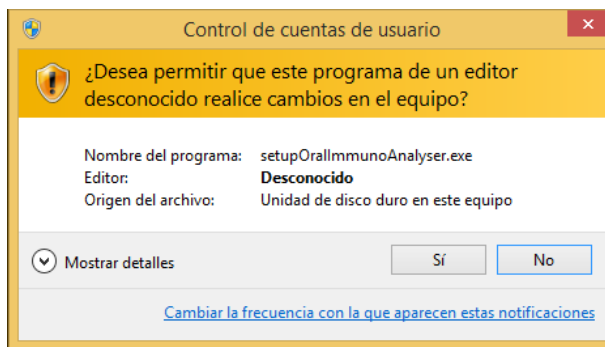 Control de cuentas de usuario
¿Desea permitir que este programa de un editor
desconocido realice cambios en el equipo?
Nombre del programa: setupOralImmunoAnalyser.exe
Editor: Desconocido
Origen del archivo: Unidad de disco duro en este equipo
Mostrar detalles Sí No
Cambiar la frecuencia con la que aparecen estas notificaciones